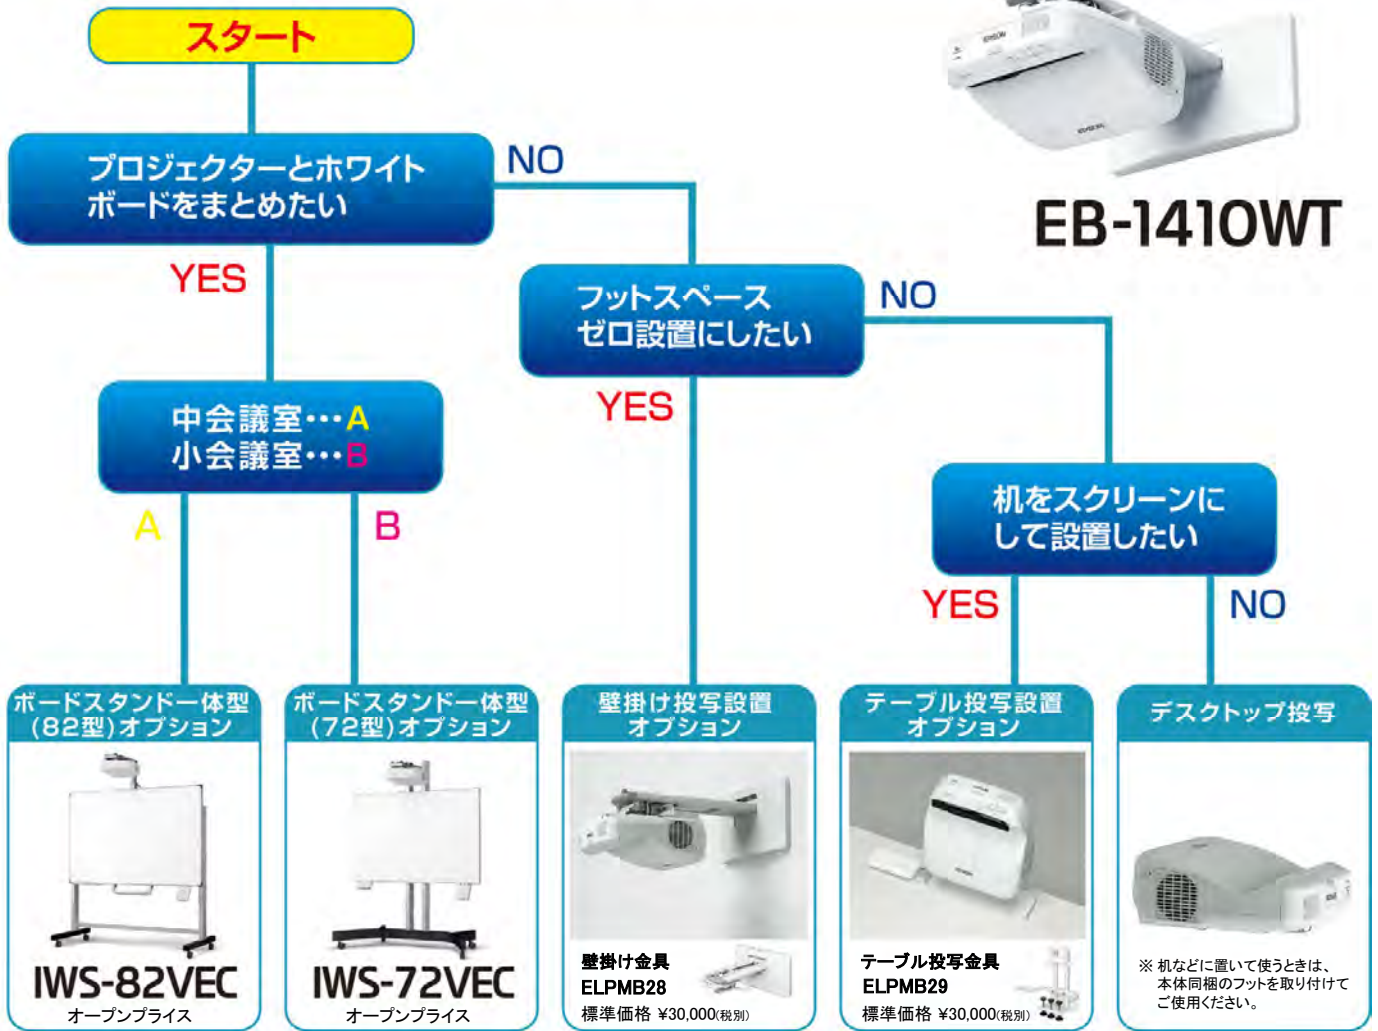 スタート
EPSON
EPSON
EB-1410WT
プロジェクターとホワイト
ボードをまとめたい
NO
YES
フットスペース
ゼロ設置にしたい
NO
YES
中会議室…A
小会議室…B
A
B
机をスクリーンに
して設置したい
YES
NO
ボードスタンド一体型
(82型)オプション
IWS-82VEC
オープンプライス
ボードスタンド一体型
(72型)オプション
IWS-72VEC
オープンプライス
壁掛け投写設置
オプション
壁掛け金具
ELPMB28
標準価格 ¥30,000(税別)
テーブル投写設置
オプション
テーブル投写金具
ELPMB29
標準価格 ¥30,000(税別)
デスクトップ投写
※ 机などに置いて使うときは、
本体同梱のフットを取り付けて
ご使用ください。